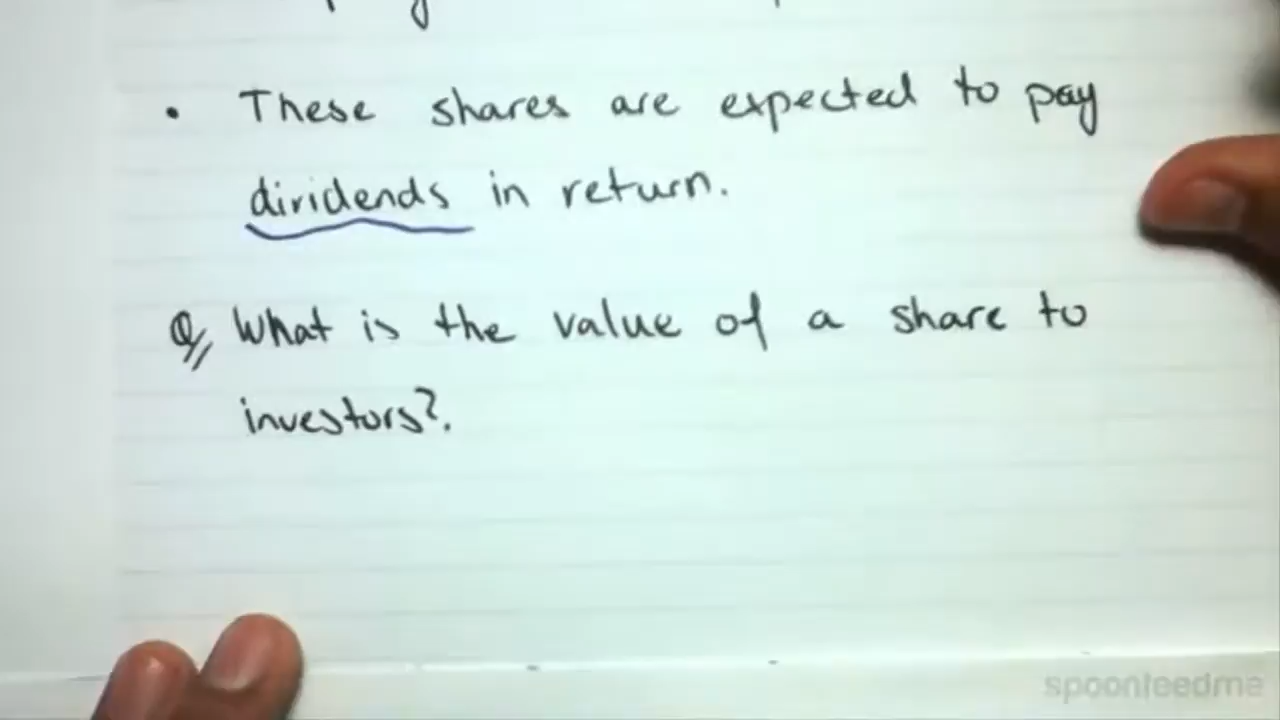 • These shares are expected to pay
dividends in return.
Q, What is the value of a share to
investors?.
spoonfeedme